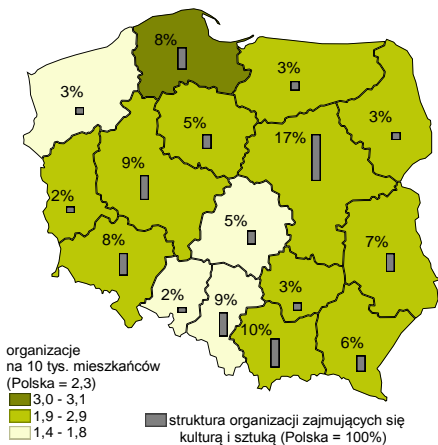 8%
3%
3%
3%
5%
17%
9%
2%
5%
8%
7%
2%
9%
3%
10%
6%
organizacje
na 10 tys. mieszkańców
(Polska = 2,3)
3,0 - 3,1
1,9 - 2,9
1,4 - 1,8
struktura organizacji zajmujących się
kulturą i sztuką (Polska = 100%)